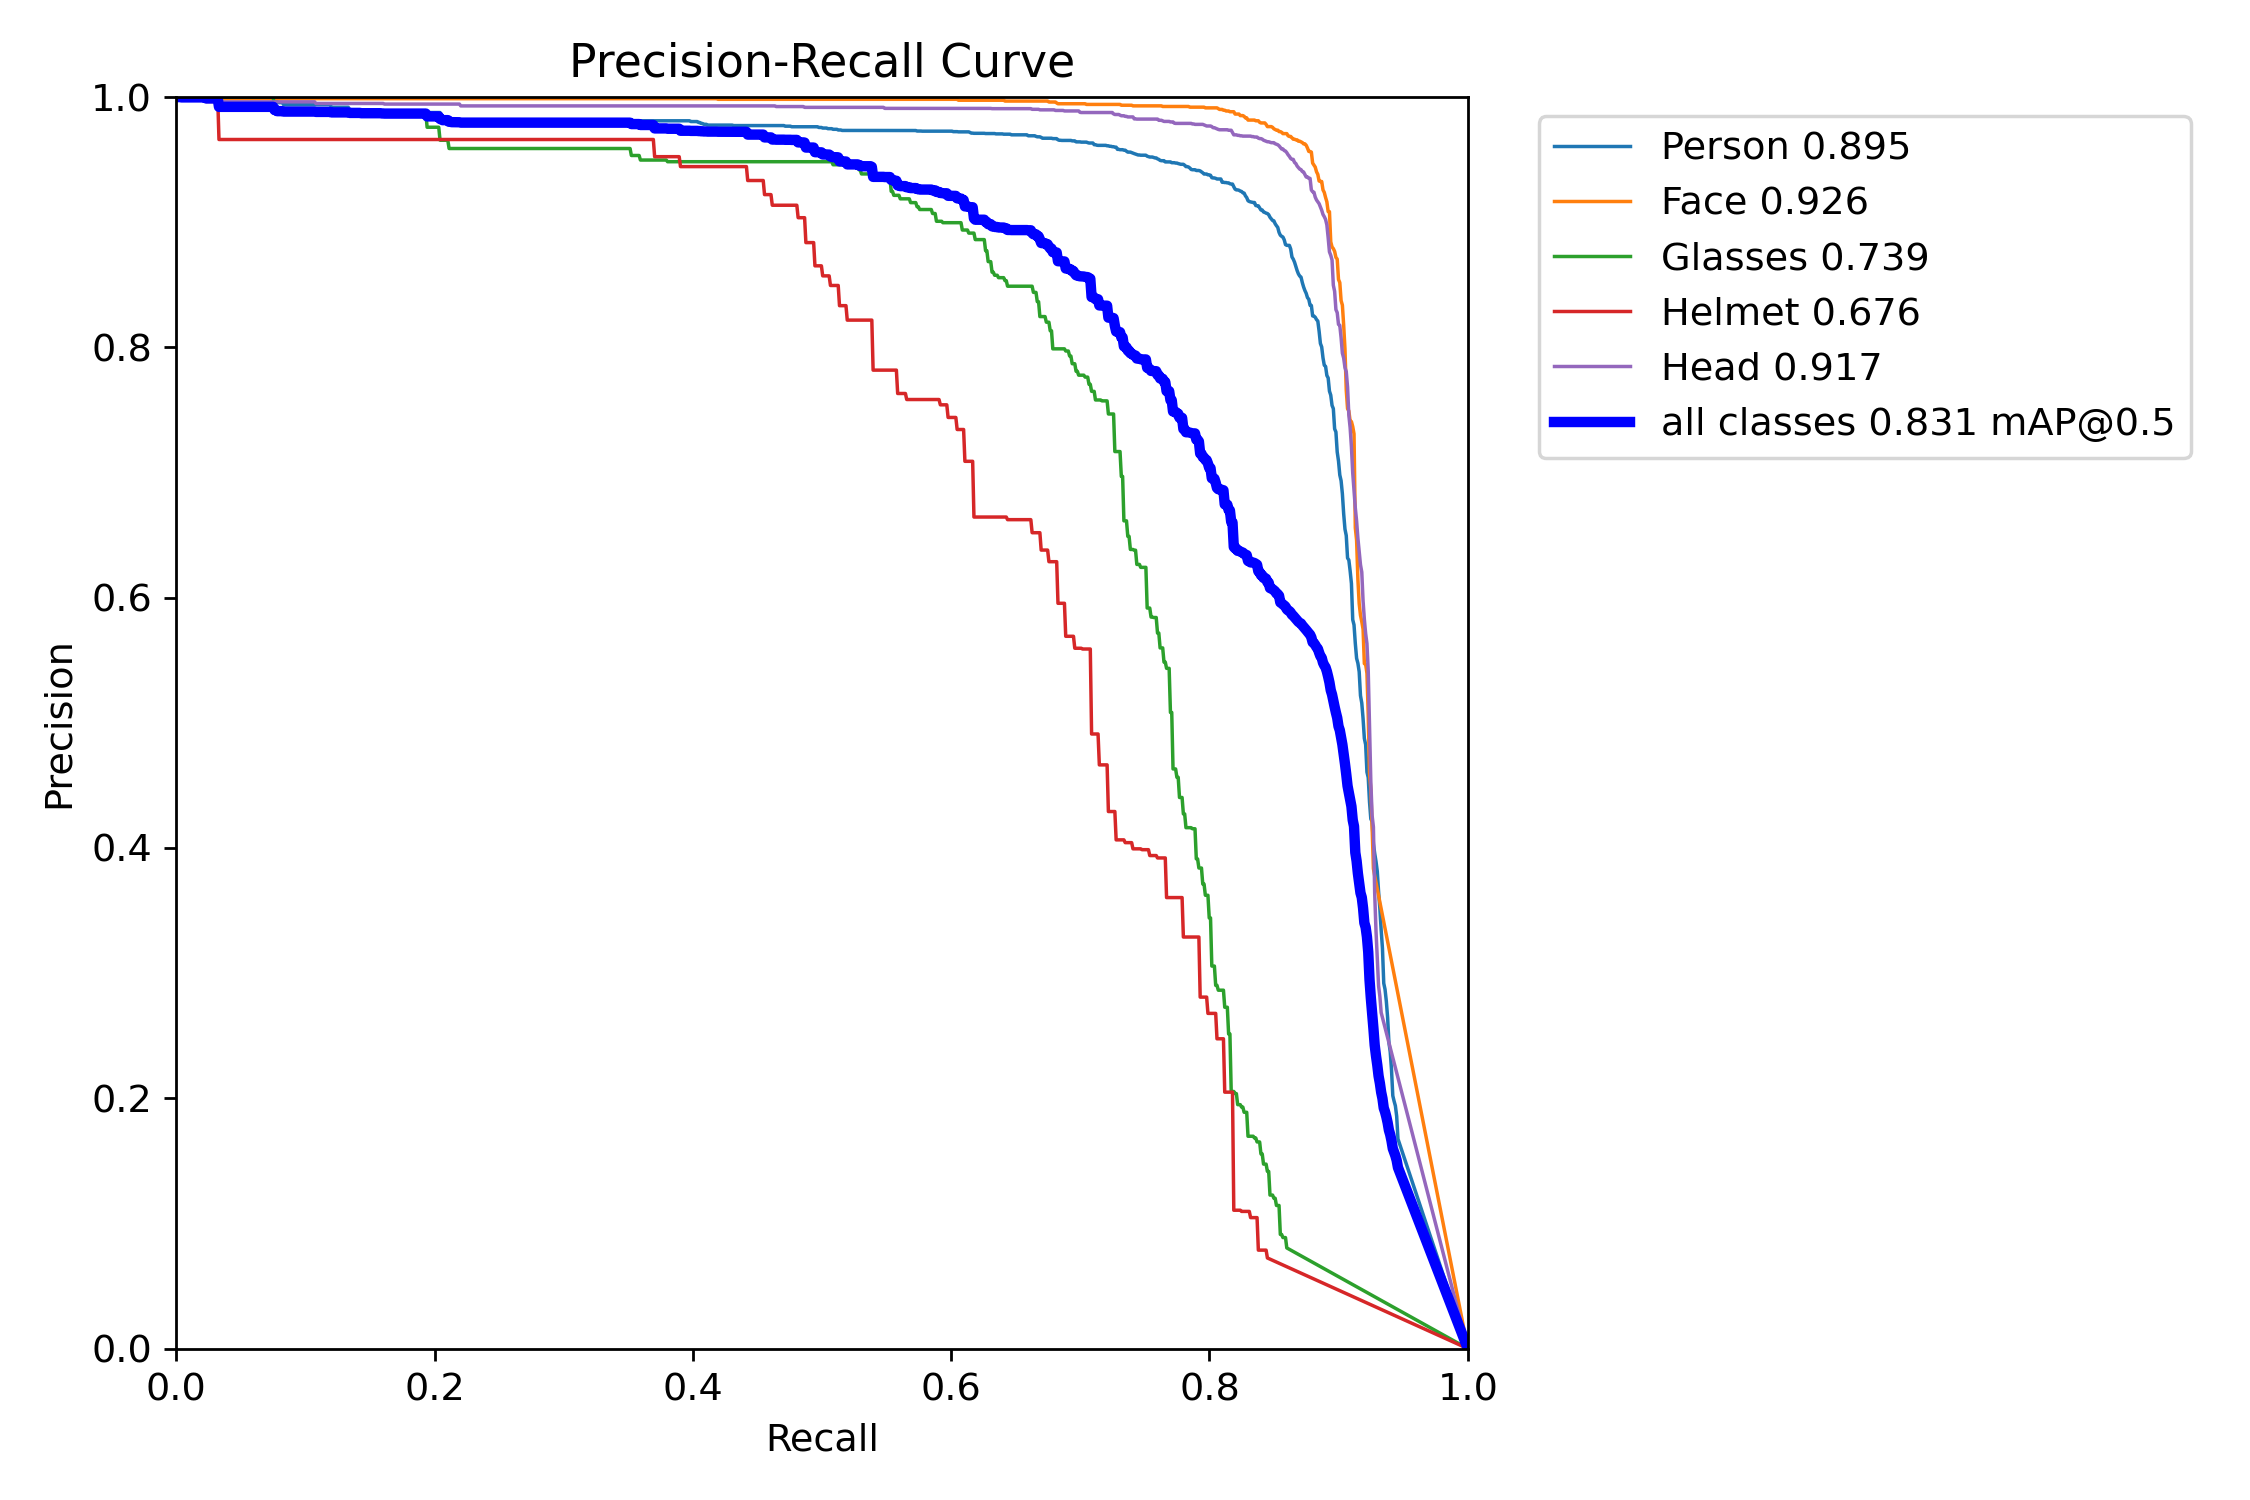 Precision-Recall Curve
1.0
0.8
0.6
0.4
0.2
0.0
Precision
0.0 0.2 0.4 0.6 0.8 1.0
Recall
Person 0.895
Face 0.926
Glasses 0.739
Helmet 0.676
Head 0.917
all classes 0.831 mAP@0.5